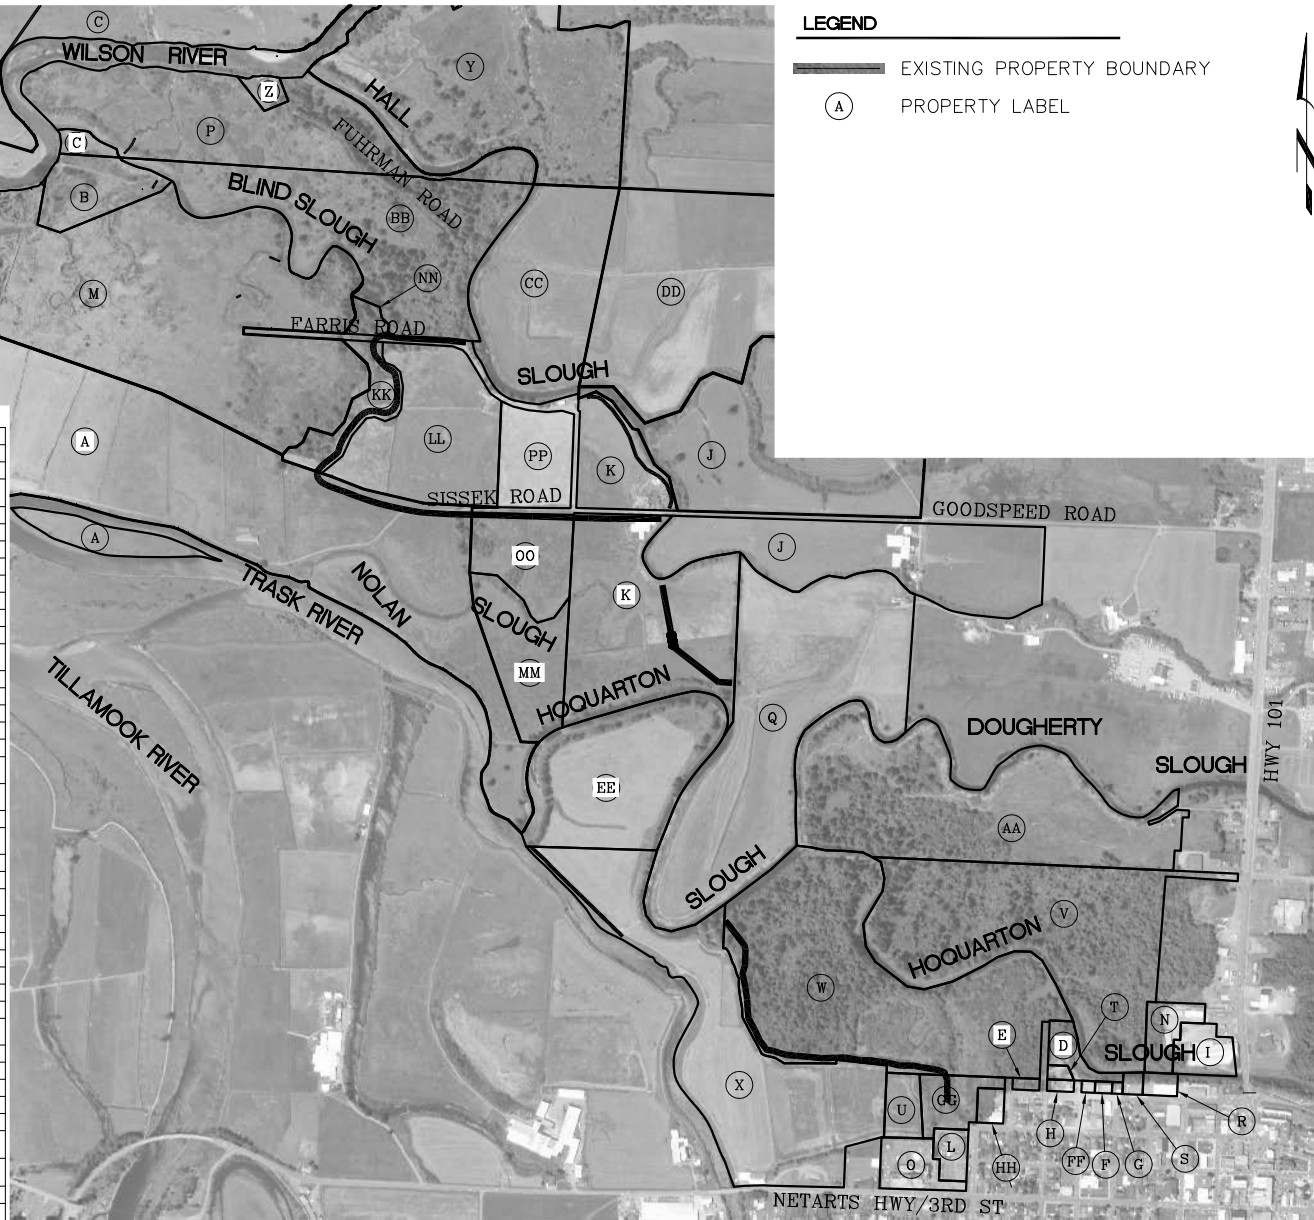 LEGEND
EXISTING PROPERTY BOUNDARY
A PROPERTY LABEL
C
WILSON RIVER
Y
Z
HALL
P
FUHRMAN ROAD
C
B
BLIND SLOUGH
BB
M
NN
CC
DD
FARRIS ROAD
SLOUGH
KK
A
LL
PP
K
J
SISSEK ROAD
GOODSPEED ROAD
A
OO
J
TRASK RIVER
NOLAN
SLOUGH
K
MM
TILLAMOOK RIVER
HOQUARTON
Q
DOUGHERTY
SLOUGH
HWY 101
EE
AA
SLOUGH
V
HOQUARTON
W
T
N
E
D
SLOUGH
I
X
U
GG
L
O
HH
H
FF
F
G
S
R
NETARTS HWY/3RD ST